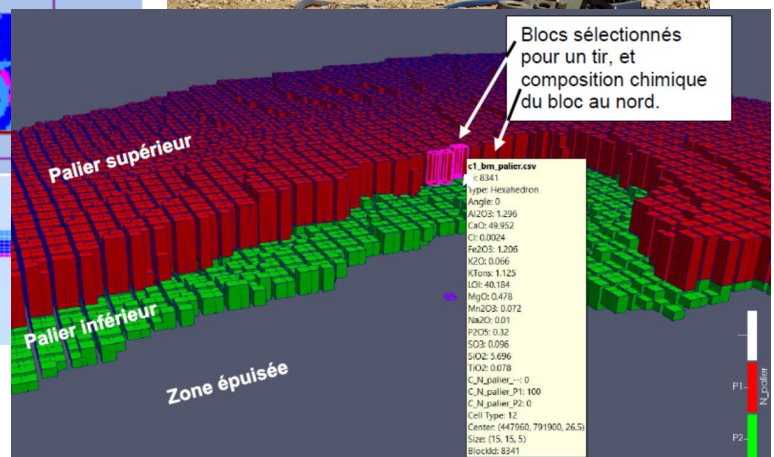 Blocs sélectionnés
pour un tir, et
composition chimique
du bloc au nord.
Palier supérieur
Palier inférieur
Zone épuisée
c1_bm_palier.csv
: 8341
Type: Hexahedron
Angle: 0
Al2O3: 1.296
CaO: 49.952
Cl: 0.0024
Fe2O3: 1.206
K2O: 0.066
KTons: 1.125
LOI: 40.184
MgO: 0.478
Mn2O3: 0.072
Na2O: 0.01
P2O5: 0.32
SO3: 0.096
SiO2: 5.696
TiO2: 0.078
C_N_palier_--: 0
C_N_palier_P1: 100
C_N_palier_P2: 0
Cell Type: 12
Center: (447960, 791900, 26.5)
Size: (15, 15, 5)
BlockId: 8341
P1
P2
N_palier